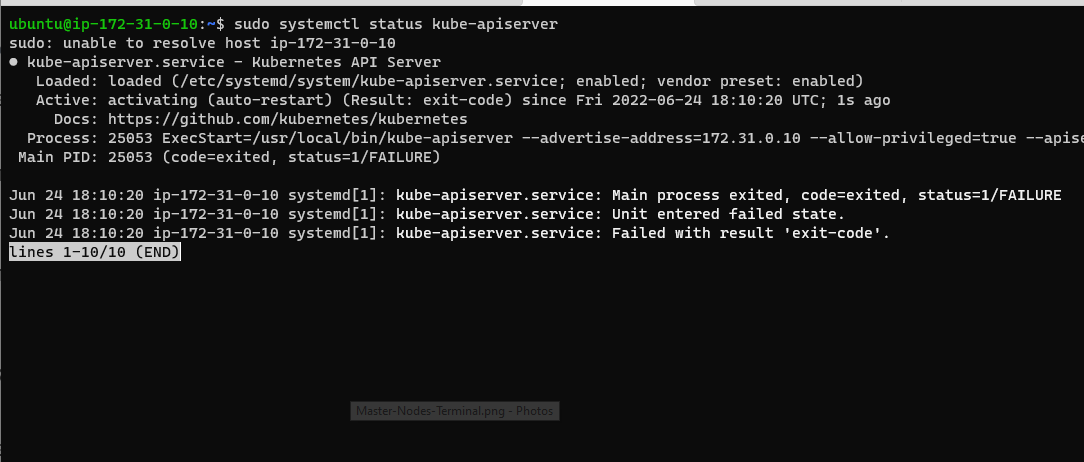 ubuntu@ip-172-31-0-10:~$ sudo systemctl status kube-apiserver
sudo: unable to resolve host ip-172-31-0-10
● kube-apiserver.service - Kubernetes API Server
   Loaded: loaded (/etc/systemd/system/kube-apiserver.service; enabled; vendor preset: enabled)
   Active: activating (auto-restart) (Result: exit-code) since Fri 2022-06-24 18:10:20 UTC; 1s ago
     Docs: https://github.com/kubernetes/kubernetes
  Process: 25053 ExecStart=/usr/local/bin/kube-apiserver --advertise-address=172.31.0.10 --allow-privileged=true --apise
 Main PID: 25053 (code=exited, status=1/FAILURE)

Jun 24 18:10:20 ip-172-31-0-10 systemd[1]: kube-apiserver.service: Main process exited, code=exited, status=1/FAILURE
Jun 24 18:10:20 ip-172-31-0-10 systemd[1]: kube-apiserver.service: Unit entered failed state.
Jun 24 18:10:20 ip-172-31-0-10 systemd[1]: kube-apiserver.service: Failed with result 'exit-code'.
lines 1-10/10 (END)
Master-Nodes-Terminal.png - Photos